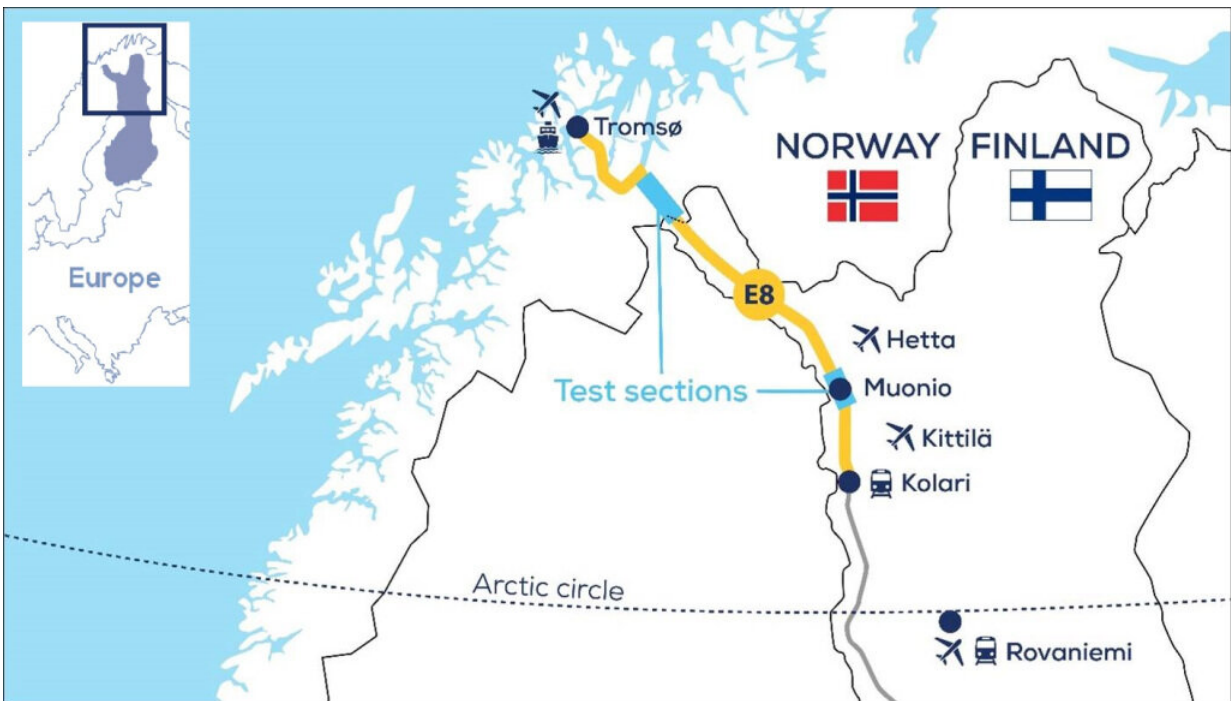 Tromsø
NORWAY
FINLAND
Europe
E8
Hetta
Test sections
Muonio
Kittilä
Kolari
Arctic circle
Rovaniemi